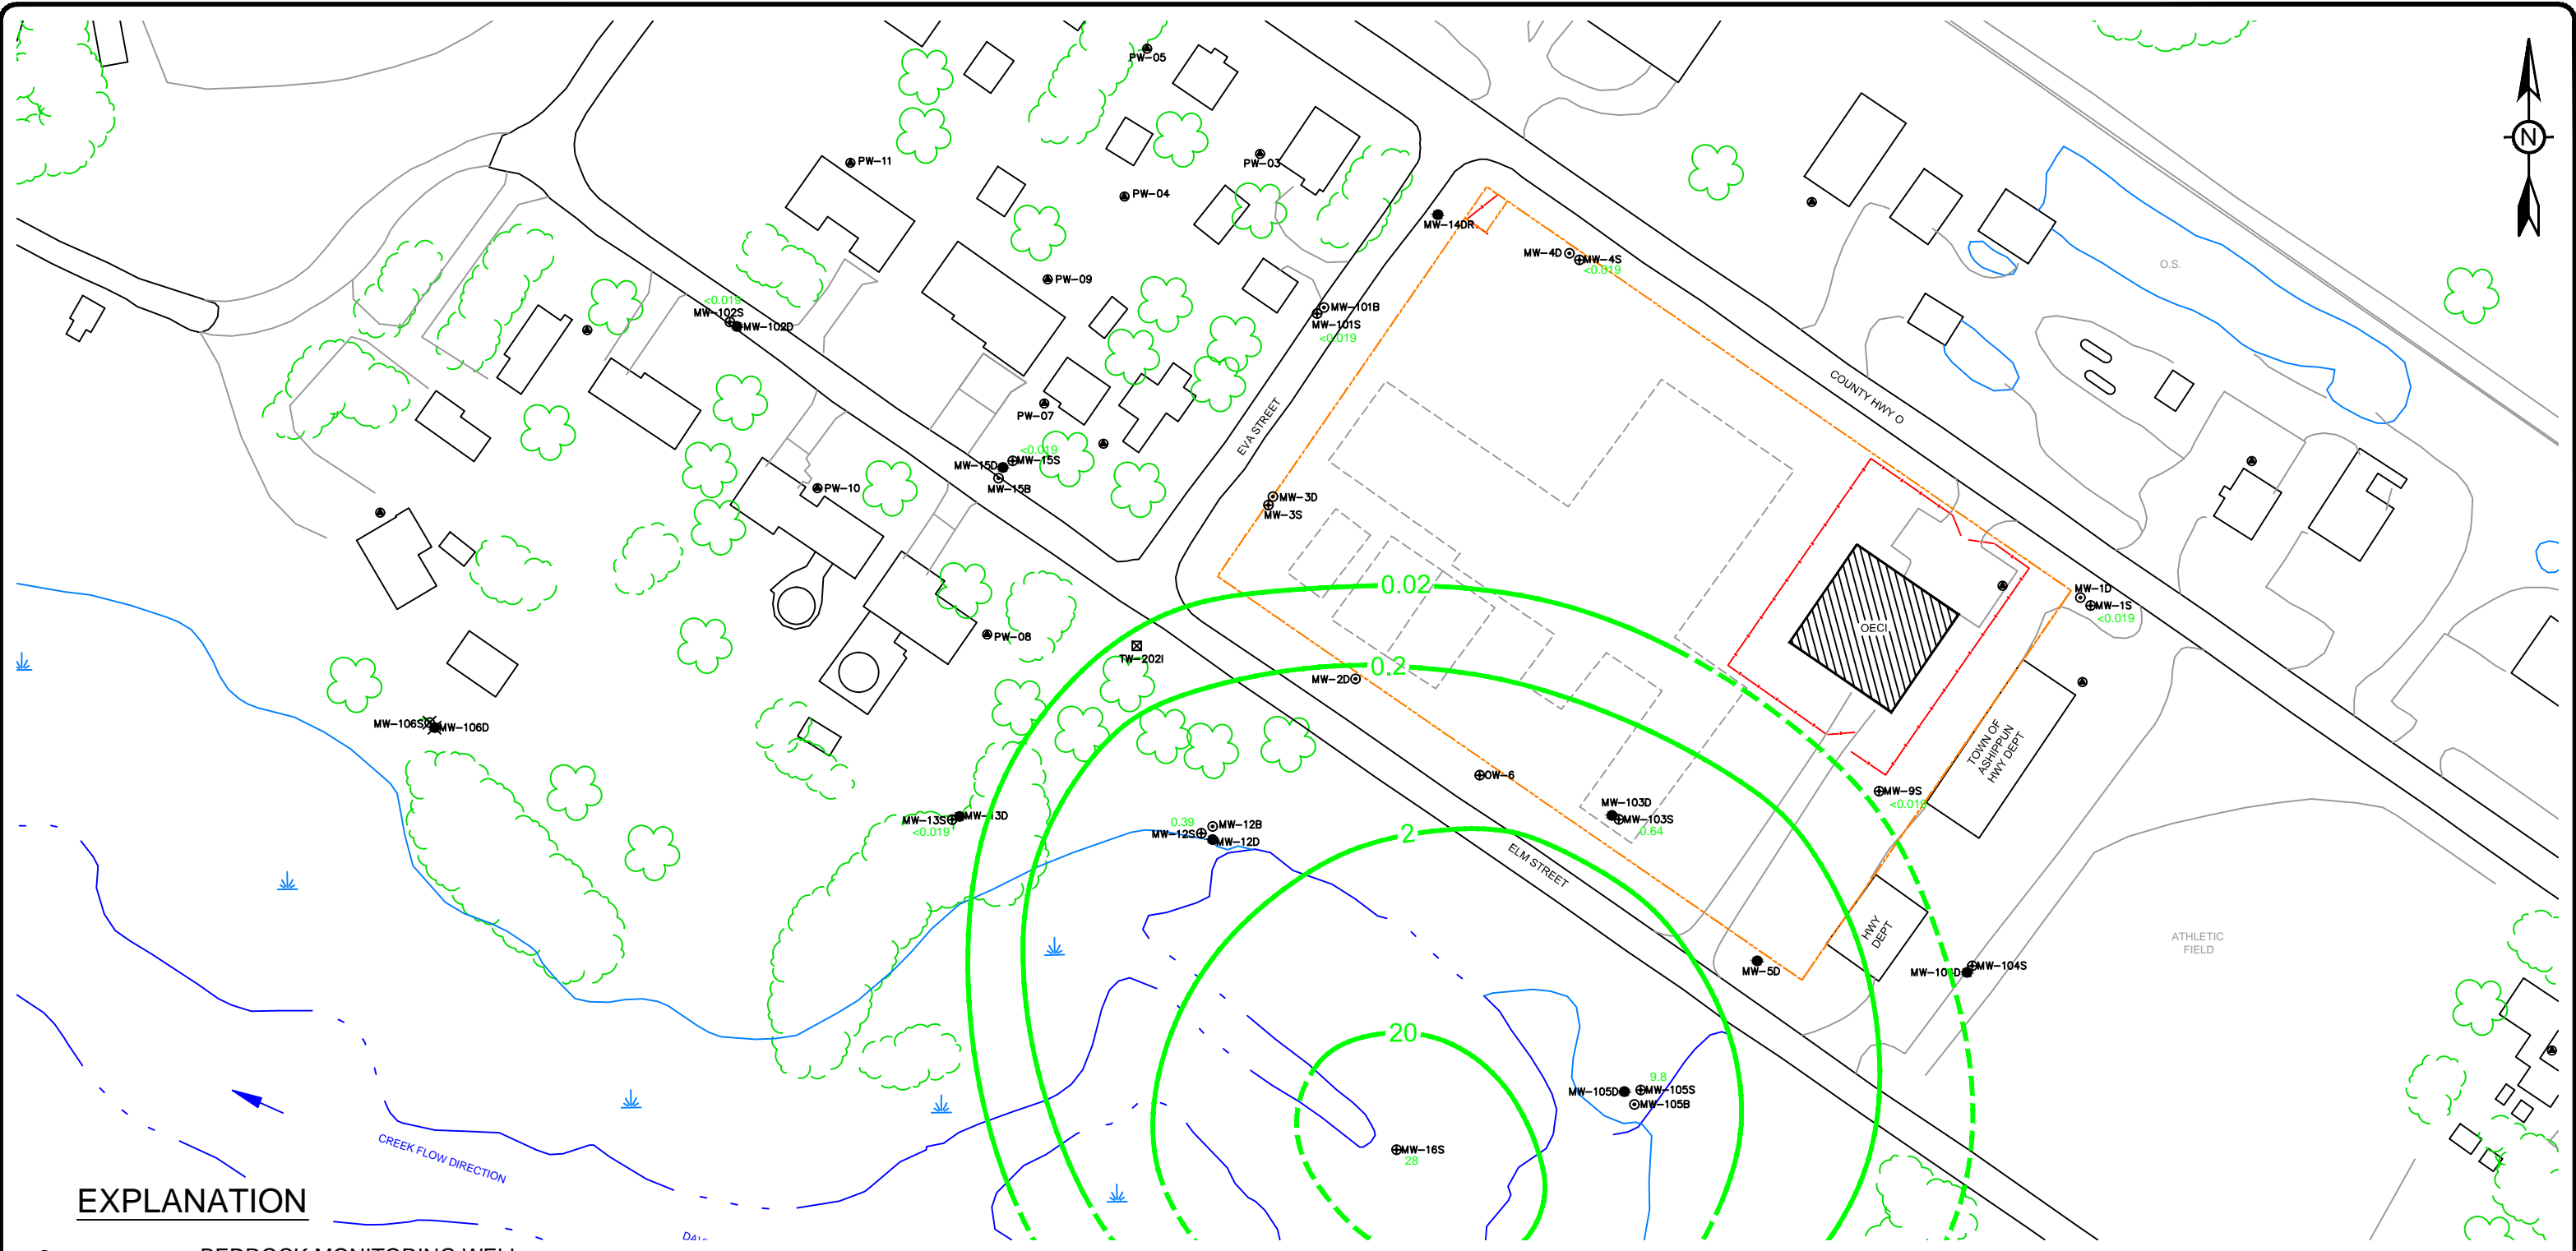 PW-05
N
PW-11
PW-03
PW-04
MW-14DR
MW-4D
MW-4S
<0.019
O.S.
PW-09
<0.019
MW-102S
MW-102D
MW-101B
MW-101S
<0.019
COUNTY HWY O
PW-07
EVA STREET
<0.019
MW-15D
MW-15S
MW-15B
PW-10
MW-3D
MW-3S
0.02
MW-1D
MW-1S
<0.019
OECI
PW-08
TW-202I
0.2
MW-2D
MW-106S
MW-106D
TOWN OF
ASHIPPUN
HWY DEPT
OW-6
MW-9S
<0.019
MW-103D
MW-103S
0.64
MW-13S
MW-13D
<0.019
0.39
MW-12B
MW-12S
MW-12D
2
ELM STREET
HWY
DEPT
ATHLETIC
FIELD
MW-5D
MW-104S
20
9.8
MW-105D
MW-105S
MW-105B
MW-16S
28
CREEK FLOW DIRECTION
EXPLANATION
BEDROCK MONITORING WELL